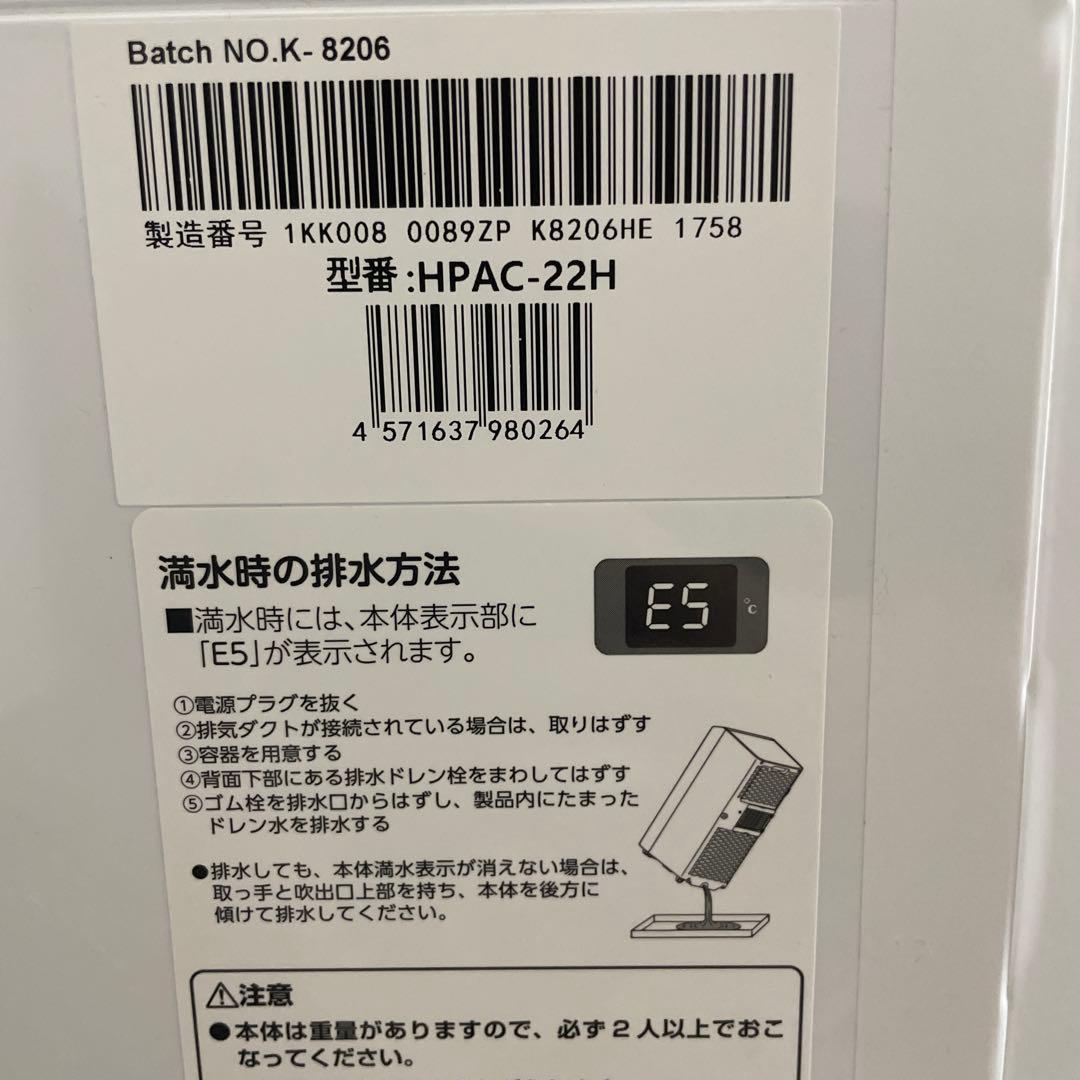 Batch NO.K- 8206
製造番号 1KK008 0089ZP K8206HE 1758
型番:HPAC-22H
4 571637 980264
満水時の排水方法
■満水時には、本体表示部に
「E5」が表示されます。
E5 ℃
①電源プラグを抜く
②排気ダクトが接続されている場合は、取りはずす
③容器を用意する
④背面下部にある排水ドレン栓をまわしてはずす
⑤ゴム栓を排水口からはずし、製品内にたまった
ドレン水を排水する
●排水しても、本体満水表示が消えない場合は、
取っ手と吹出口上部を持ち、本体を後方に
傾けて排水してください。
⚠注意
●本体は重量がありますので、必ず2人以上でおこ
なってください。